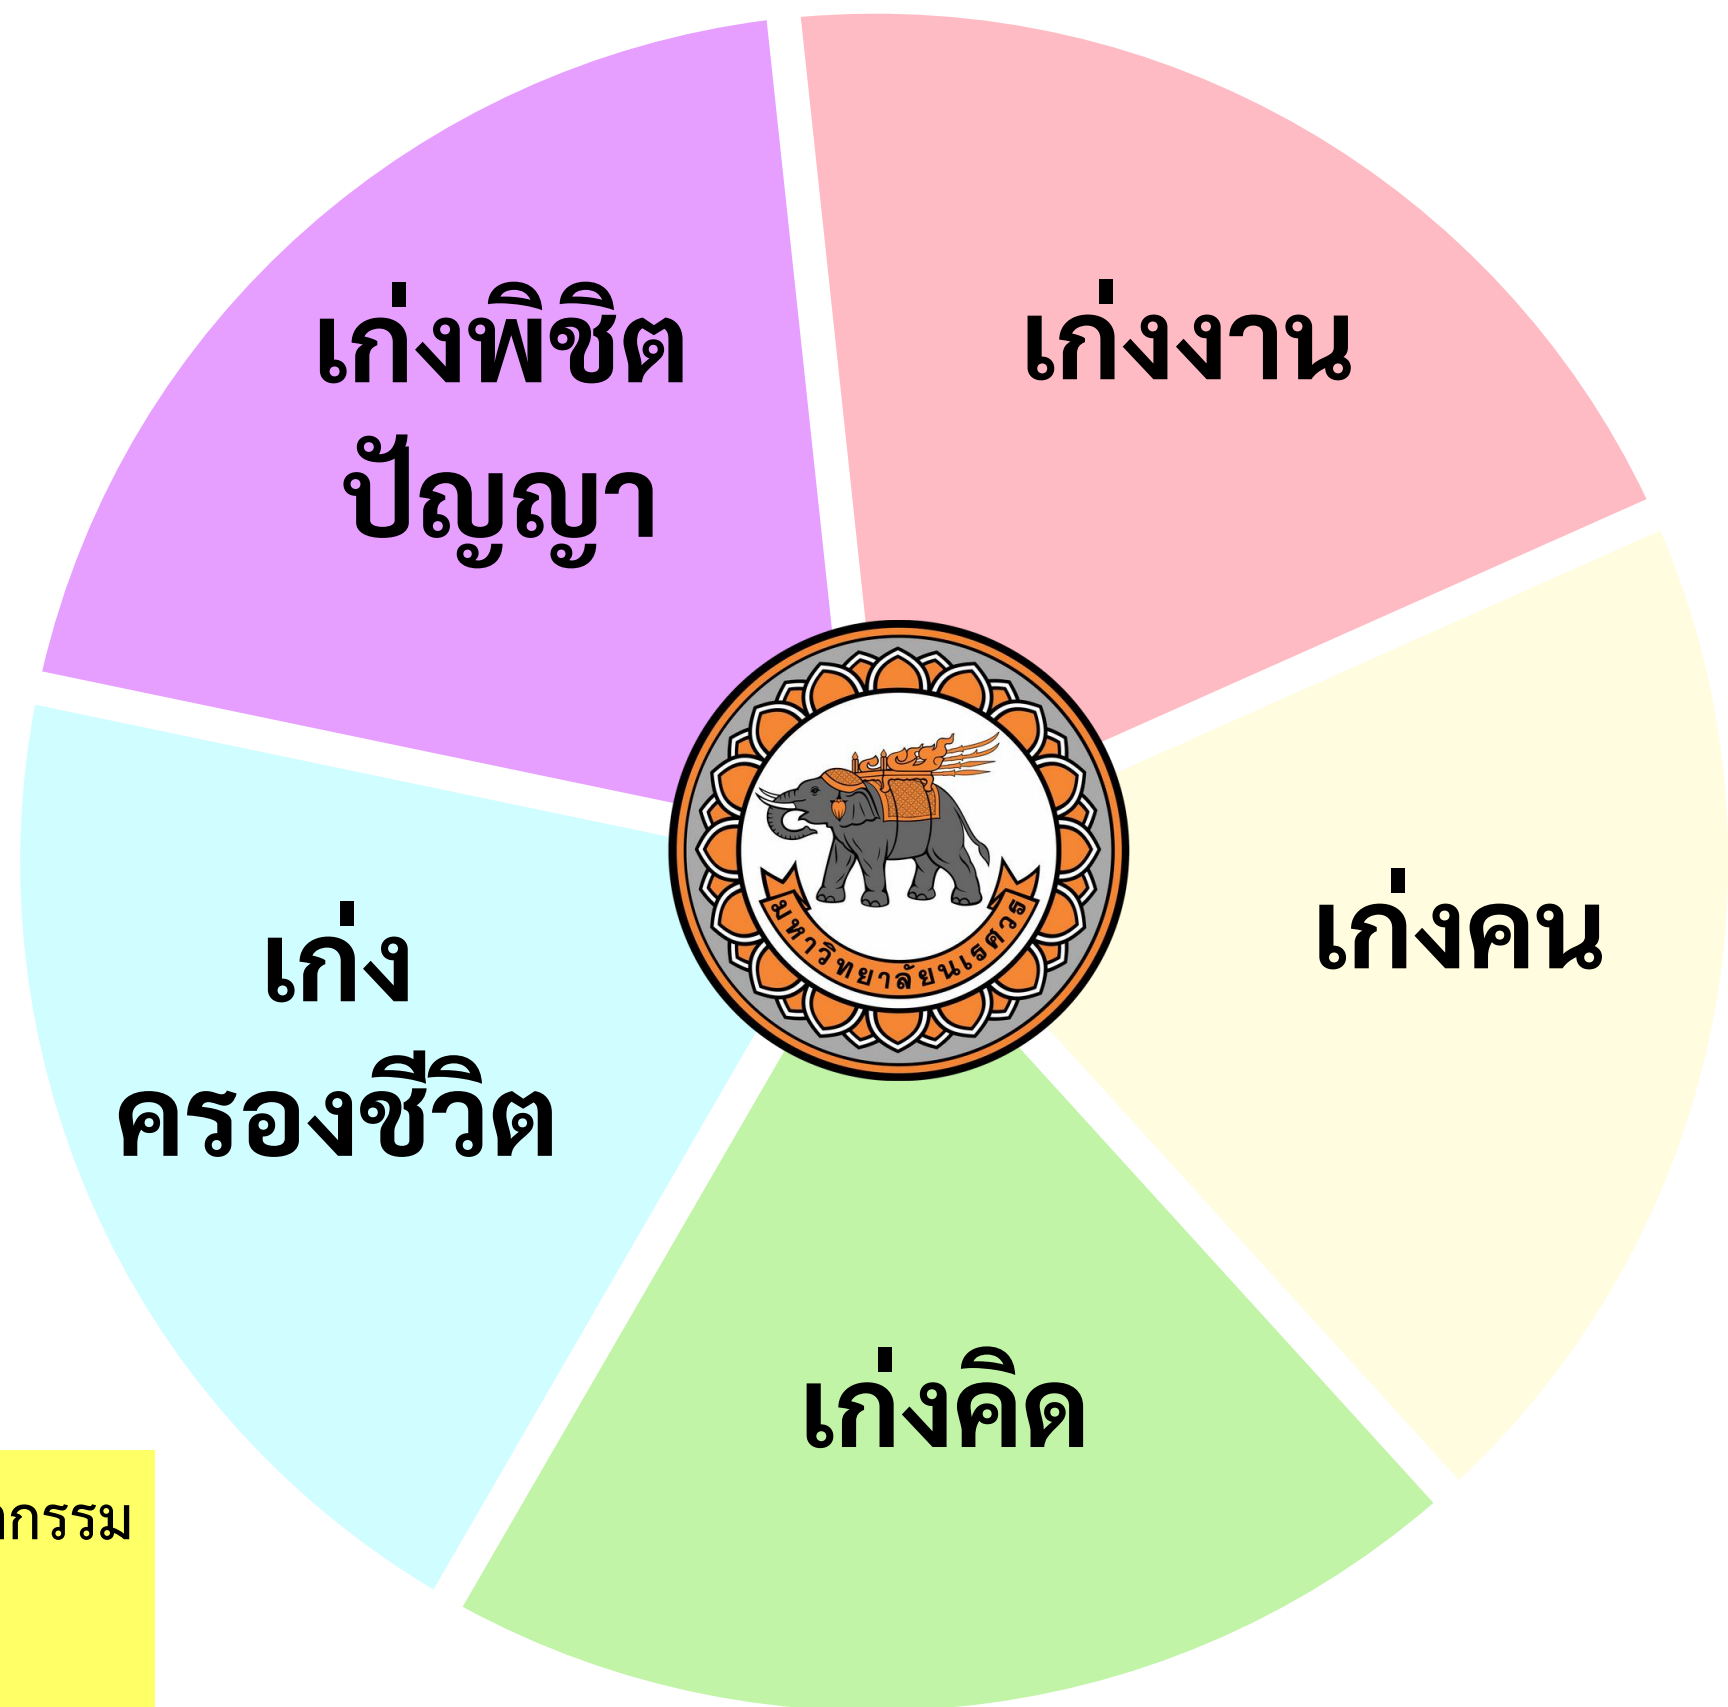 เก่งพิชิต
ปัญญา
เก่งงาน
เก่งคน
เก่ง
ครองชีวิต
เก่งคิด
มหาวิทยาลัยนเรศวร